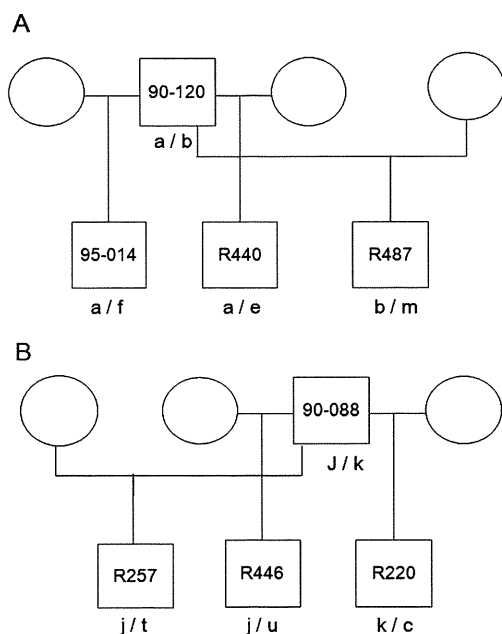 A
90-120
a / b
95-014 R440 R487
a / f a / e b / m
B
90-088
J / k
R257 R446 R220
j / t j / u k / c